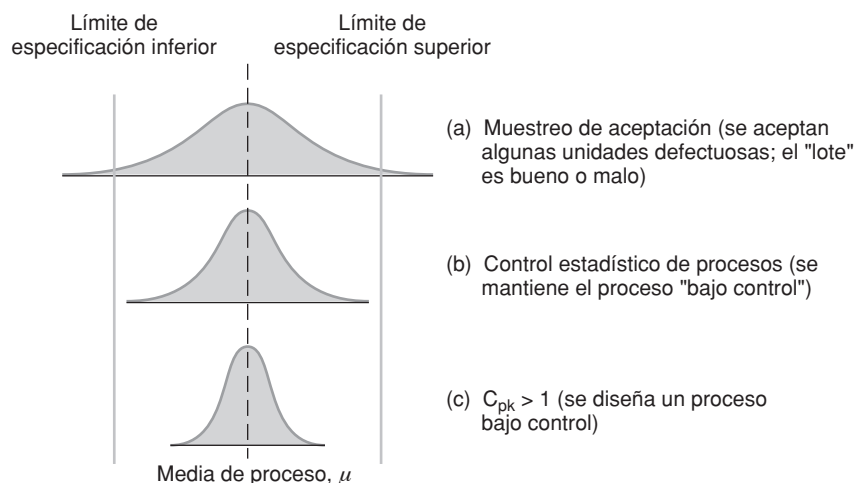 Límite de
especificación inferior
Límite de
especificación superior
(a) Muestreo de aceptación (se aceptan
algunas unidades defectuosas; el "lote"
es bueno o malo)
(b) Control estadístico de procesos (se
mantiene el proceso "bajo control")
(c) Cpk > 1 (se diseña un proceso
bajo control)
Media de proceso, μ